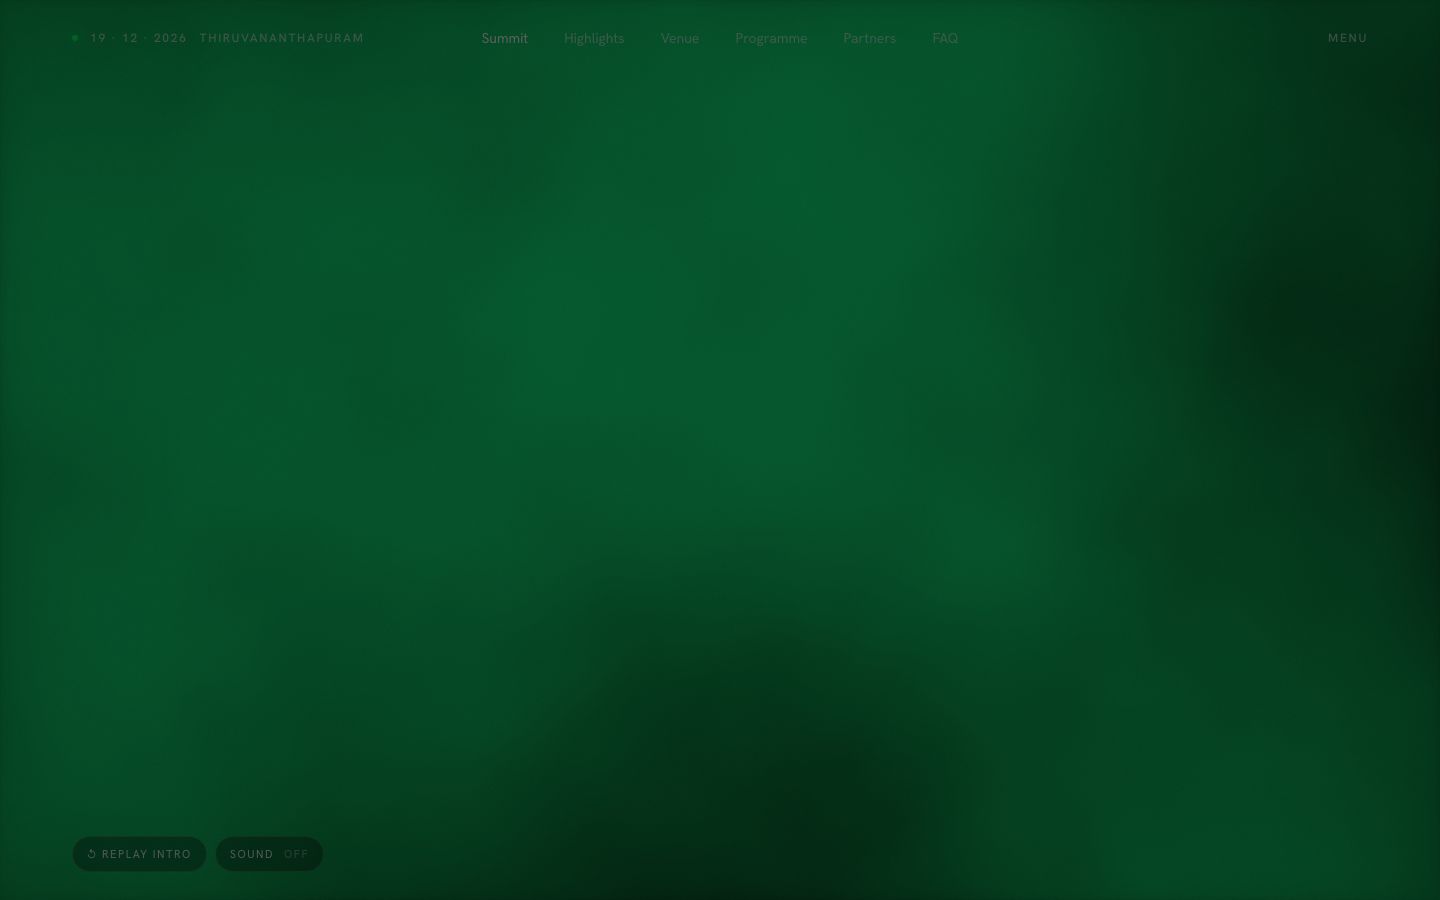 19 · 12 · 2026 THIRUVANANTHAPURAM
Summit Highlights Venue Programme Partners FAQ
MENU
↺ REPLAY INTRO
SOUND OFF